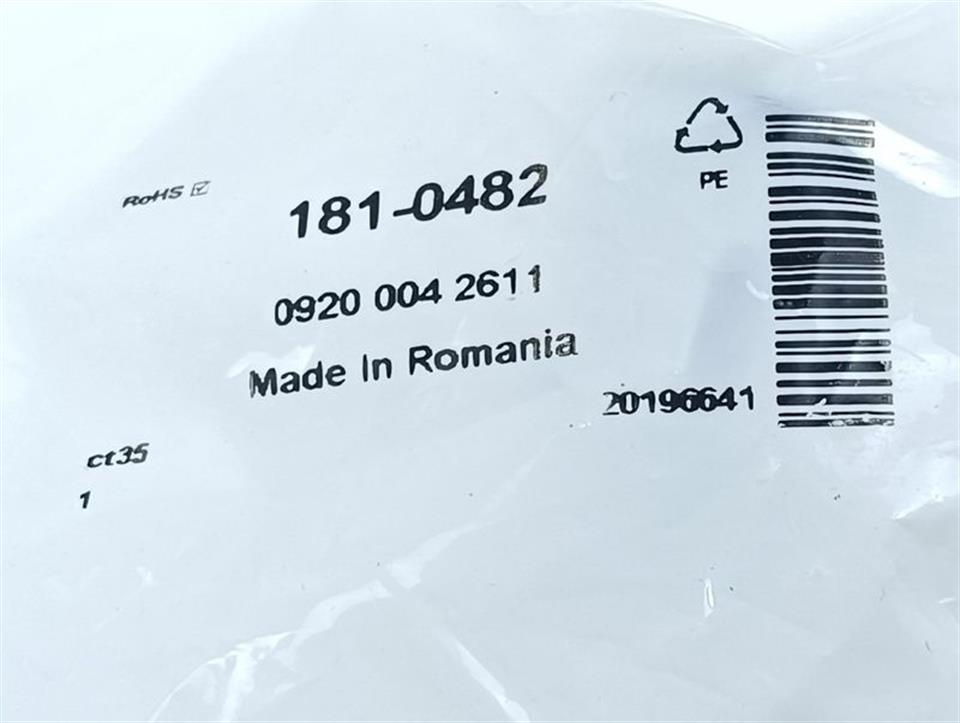 RoHS ☑
181-0482
PE
0920 004 2611
Made In Romania
20196641
ct35
1